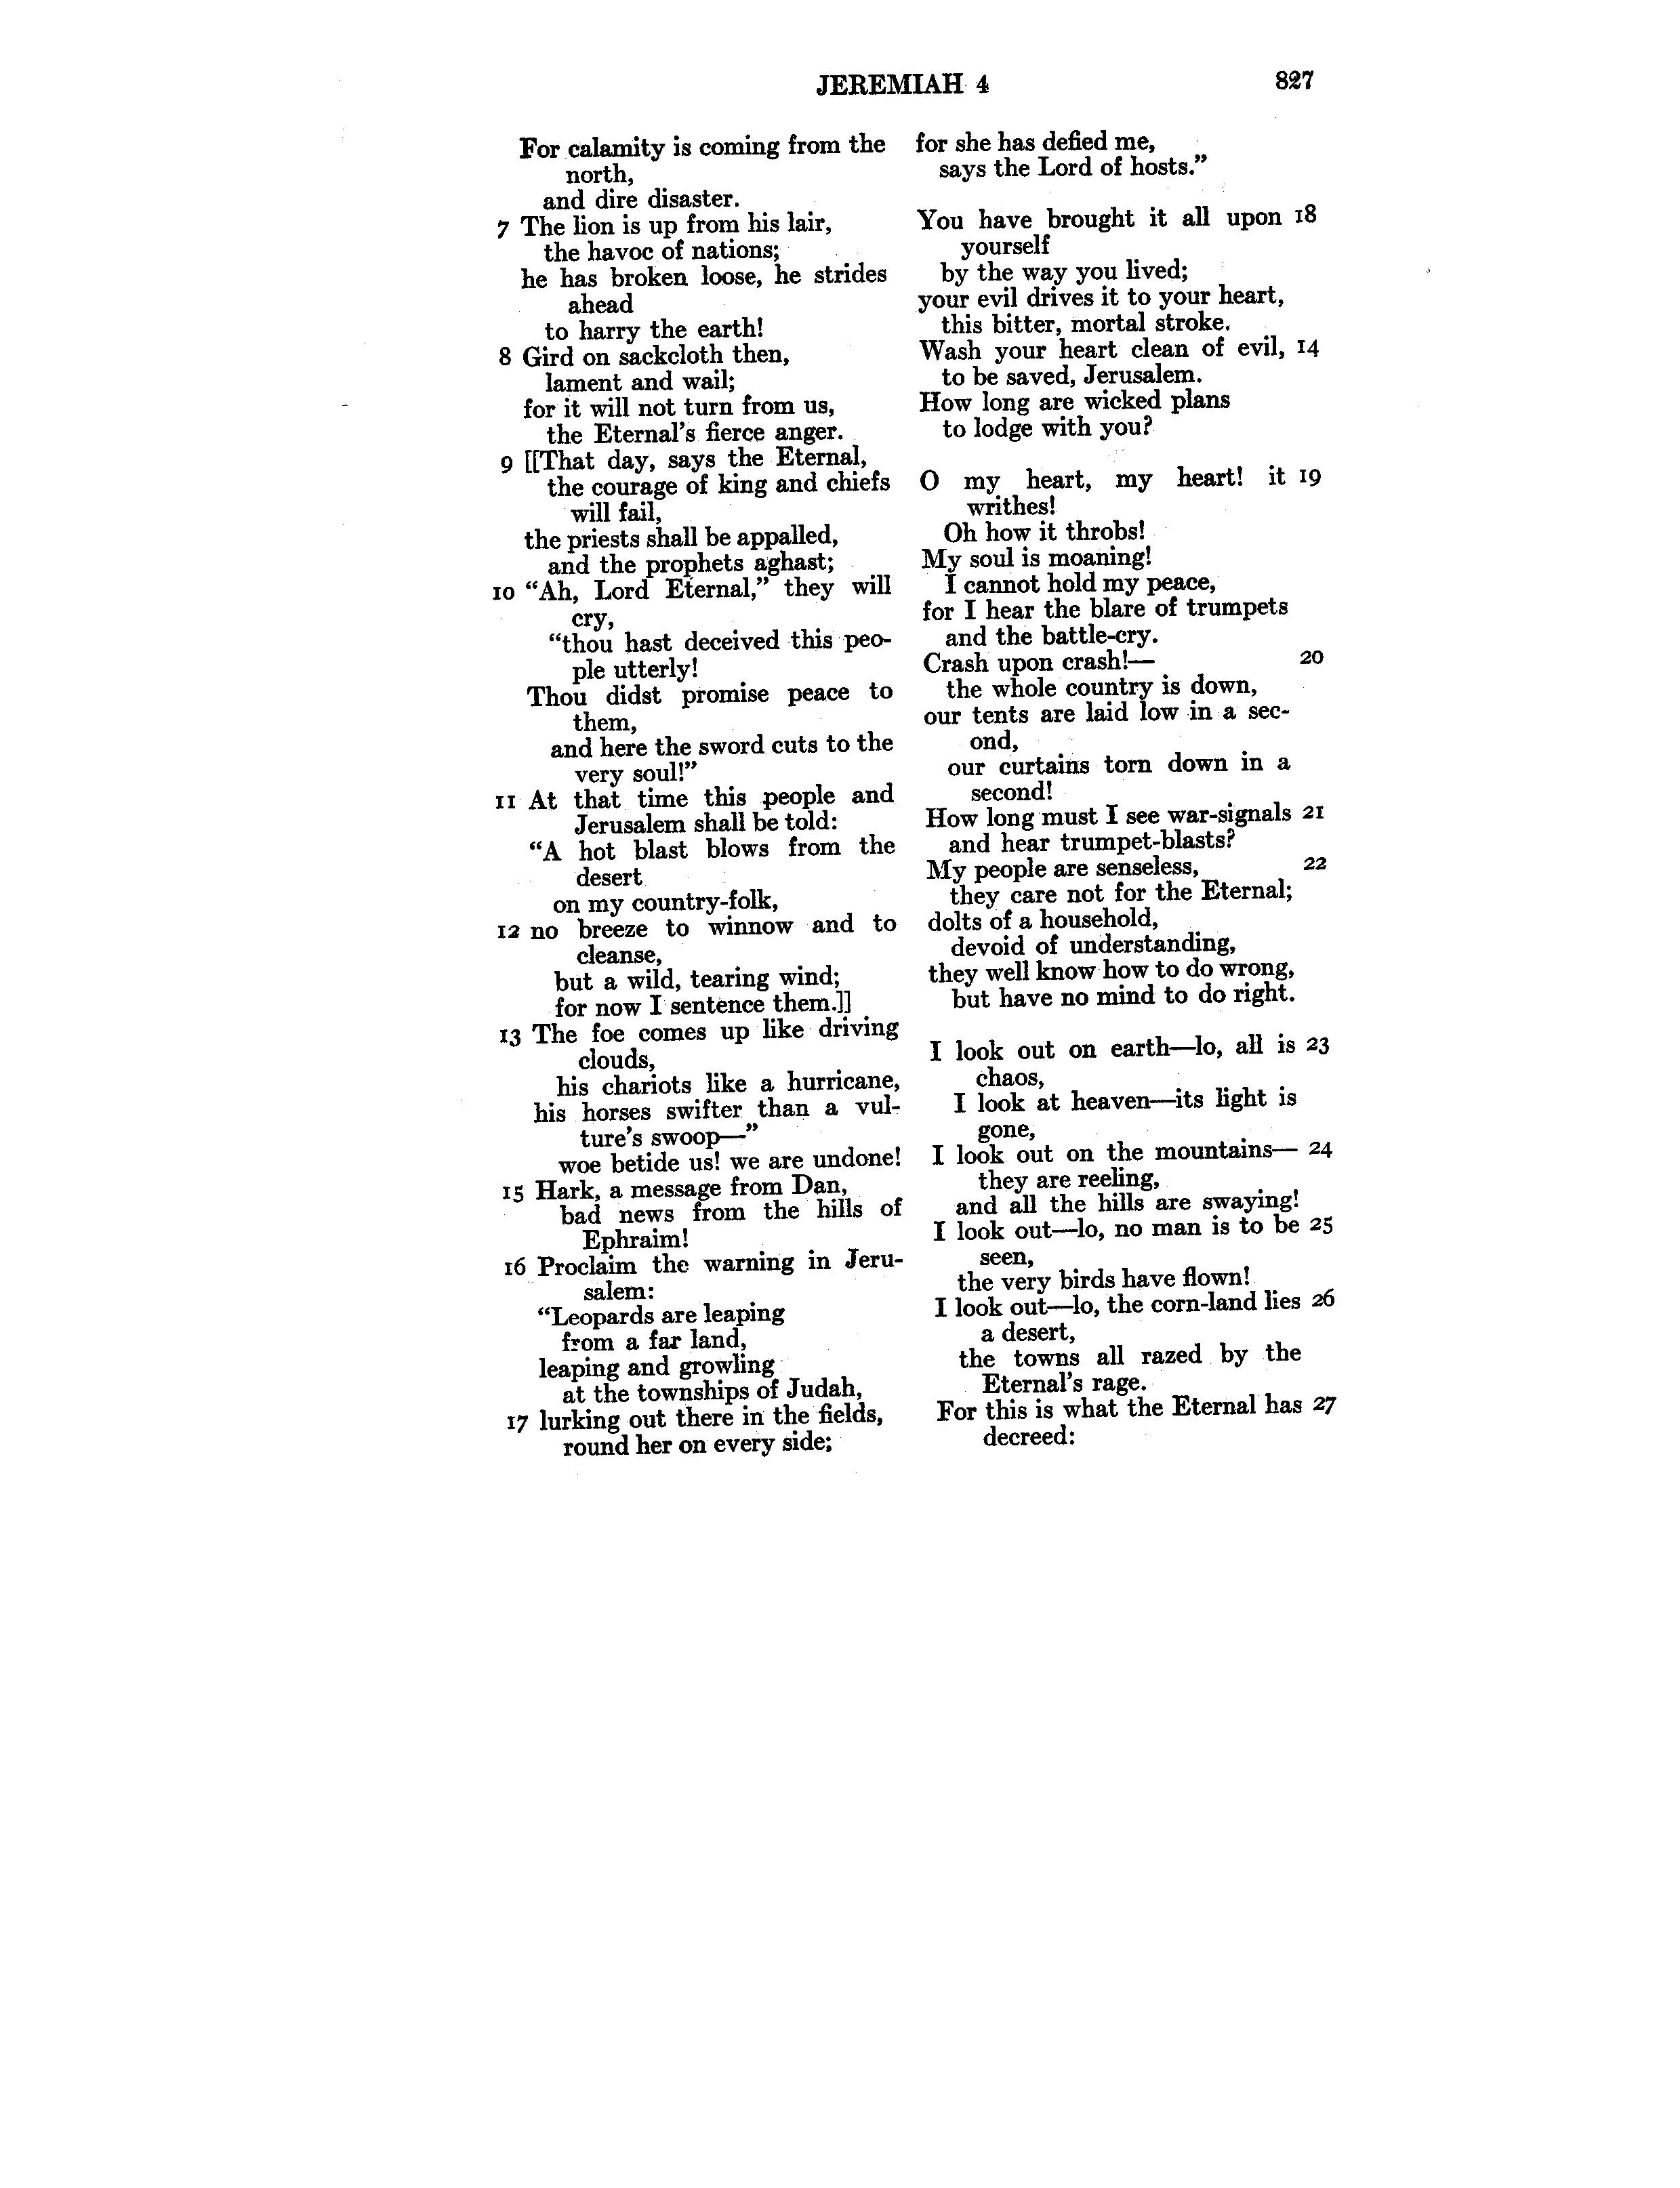 JEREMIAH 4
827
For calamity is coming from the
north,
and dire disaster.
7 The lion is up from his lair,
the havoc of nations;
he has broken loose, he strides
ahead
to harry the earth!
8 Gird on sackcloth then,
lament and wail;
for it will not turn from us,
the Eternal's fierce anger.
9 [[That day, says the Eternal,
the courage of king and chiefs
will fail,
the priests shall be appalled,
and the prophets aghast;
10 “Ah, Lord Eternal,” they will
cry,
“thou hast deceived this peo-
ple utterly!
Thou didst promise peace to
them,
and here the sword cuts to the
very soul!”
11 At that time this people and
Jerusalem shall be told:
“A hot blast blows from the
desert
on my country-folk,
12 no breeze to winnow and to
cleanse,
but a wild, tearing wind;
for now I sentence them.]]
13 The foe comes up like driving
clouds,
his chariots like a hurricane,
his horses swifter than a vul-
ture's swoop—”
woe betide us! we are undone!
15 Hark, a message from Dan,
bad news from the hills of
Ephraim!
16 Proclaim the warning in Jeru-
salem:
“Leopards are leaping
from a far land,
leaping and growling
at the townships of Judah,
17 lurking out there in the fields,
round her on every side;
for she has defied me,
says the Lord of hosts.”
You have brought it all upon 18
yourself
by the way you lived;
your evil drives it to your heart,
this bitter, mortal stroke.
Wash your heart clean of evil, 14
to be saved, Jerusalem.
How long are wicked plans
to lodge with you?
O my heart, my heart! it 19
writhes!
Oh how it throbs!
My soul is moaning!
I cannot hold my peace,
for I hear the blare of trumpets
and the battle-cry.
Crash upon crash!— 20
the whole country is down,
our tents are laid low in a sec-
ond,
our curtains torn down in a
second!
How long must I see war-signals 21
and hear trumpet-blasts?
My people are senseless, 22
they care not for the Eternal;
dolts of a household,
devoid of understanding,
they well know how to do wrong,
but have no mind to do right.
I look out on earth—lo, all is 23
chaos,
I look at heaven—its light is
gone,
I look out on the mountains— 24
they are reeling,
and all the hills are swaying!
I look out—lo, no man is to be 25
seen,
the very birds have flown!
I look out—lo, the corn-land lies 26
a desert,
the towns all razed by the
Eternal's rage.
For this is what the Eternal has 27
decreed: